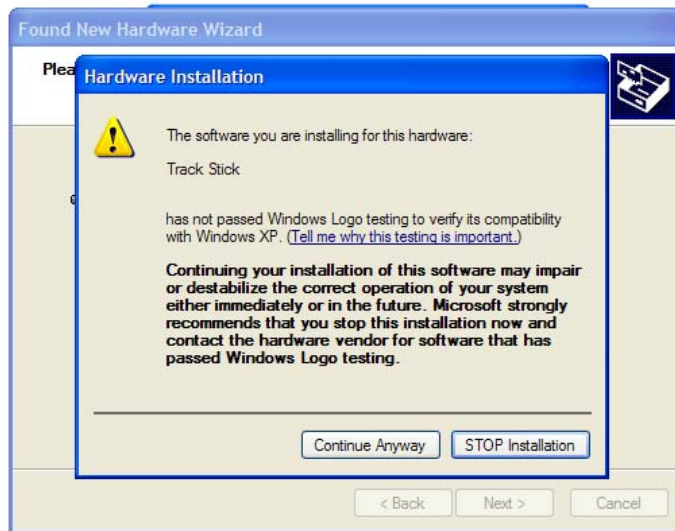 Found New Hardware Wizard
Plea
Hardware Installation
The software you are installing for this hardware:
Track Stick
has not passed Windows Logo testing to verify its compatibility
with Windows XP. (Tell me why this testing is important.)
Continuing your installation of this software may impair
or destabilize the correct operation of your system
either immediately or in the future. Microsoft strongly
recommends that you stop this installation now and
contact the hardware vendor for software that has
passed Windows Logo testing.
Continue Anyway STOP Installation
< Back Next > Cancel